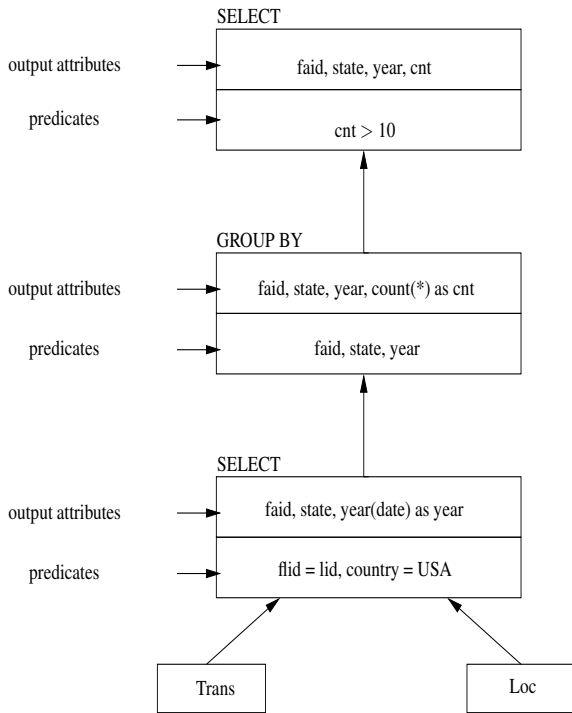 SELECT
output attributes
faid, state, year, cnt
predicates
cnt > 10
GROUP BY
output attributes
faid, state, year, count(*) as cnt
predicates
faid, state, year
SELECT
output attributes
faid, state, year(date) as year
predicates
flid = lid, country = USA
Trans
Loc